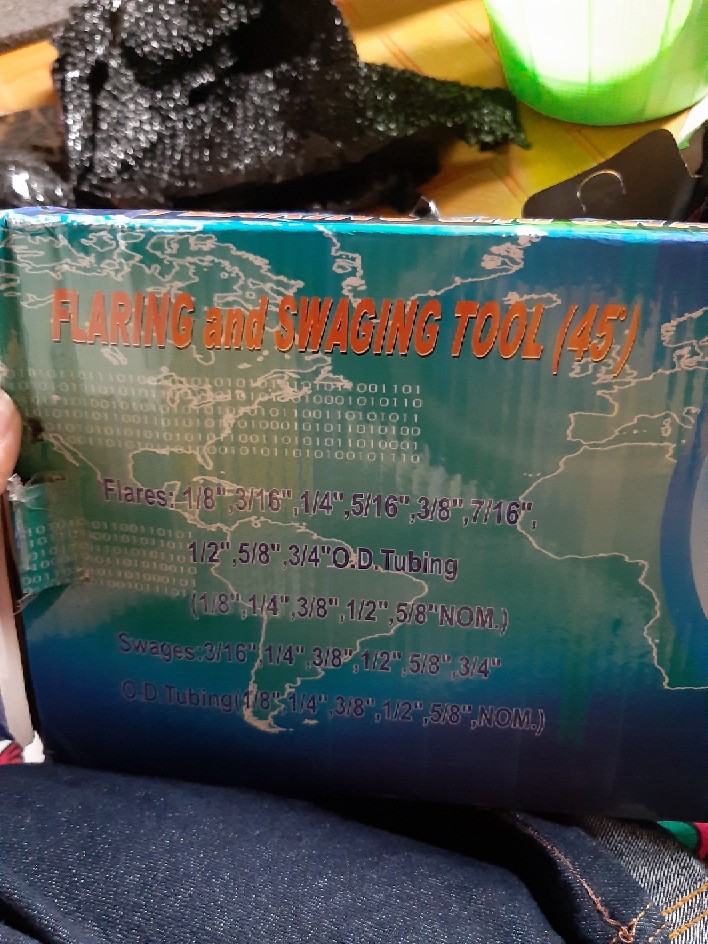 FLARING and SWAGING TOOL (45°)
Flares: 1/8",3/16",1/4",5/16",3/8",7/16",
1/2",5/8",3/4"O.D.Tubing
(1/8",1/4",3/8",1/2",5/8"NOM.)
Swages:3/16",1/4",3/8",1/2",5/8",3/4"
O.D.Tubing(1/8",1/4",3/8",1/2",5/8",NOM.)